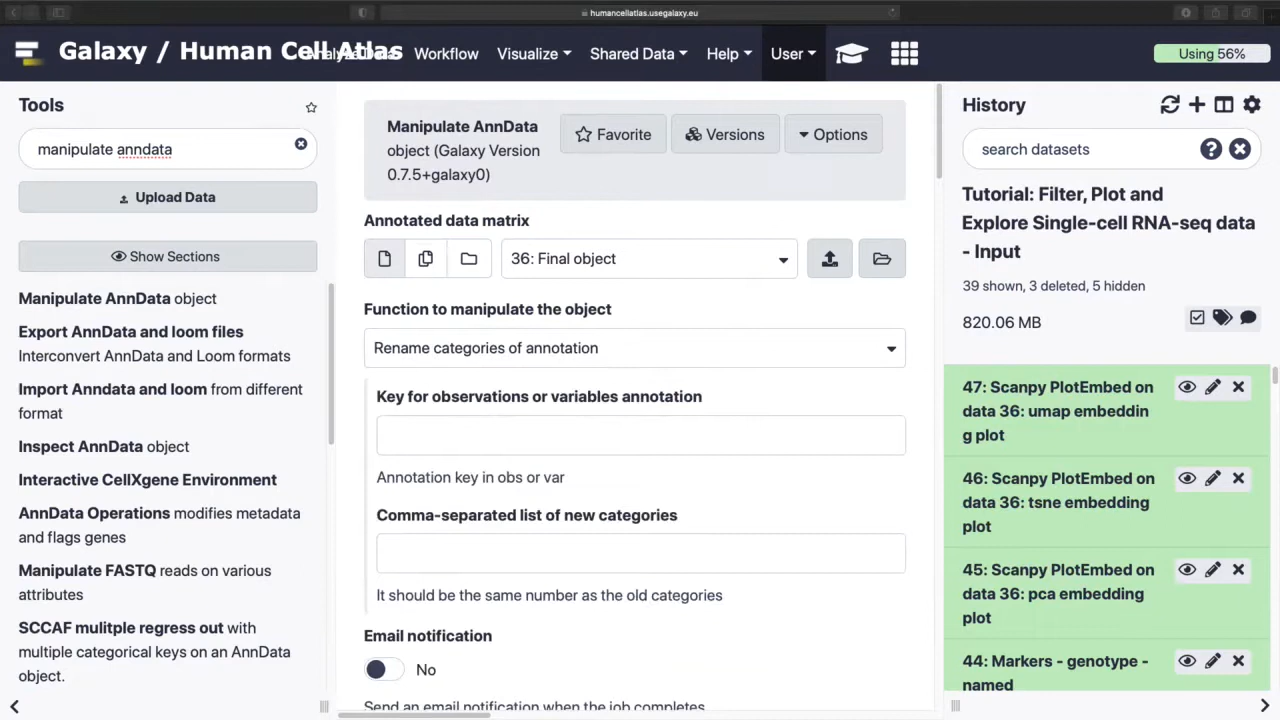 humancellatlas.usegalaxy.eu
Galaxy / Human Cell Atlas
Workflow
Visualize
Shared Data
Help
User
Using 56%
Tools
manipulate anndata
Upload Data
Show Sections
Manipulate AnnData object
Export AnnData and loom files
Interconvert AnnData and Loom formats
Import Anndata and loom from different
format
Inspect AnnData object
Interactive CellXgene Environment
AnnData Operations modifies metadata
and flags genes
Manipulate FASTQ reads on various
attributes
SCCAF mulitple regress out with
multiple categorical keys on an AnnData
object.
Manipulate AnnData
object (Galaxy Version
0.7.5+galaxy0)
Favorite
Versions
Options
Annotated data matrix
36: Final object
Function to manipulate the object
Rename categories of annotation
Key for observations or variables annotation
Annotation key in obs or var
Comma-separated list of new categories
It should be the same number as the old categories
Email notification
No
Send an email notification when the job completes.
History
search datasets
Tutorial: Filter, Plot and
Explore Single-cell RNA-seq data
- Input
39 shown, 3 deleted, 5 hidden
820.06 MB
47: Scanpy PlotEmbed on
data 36: umap embeddin
g plot
46: Scanpy PlotEmbed on
data 36: tsne embedding
plot
45: Scanpy PlotEmbed on
data 36: pca embedding
plot
44: Markers - genotype -
named